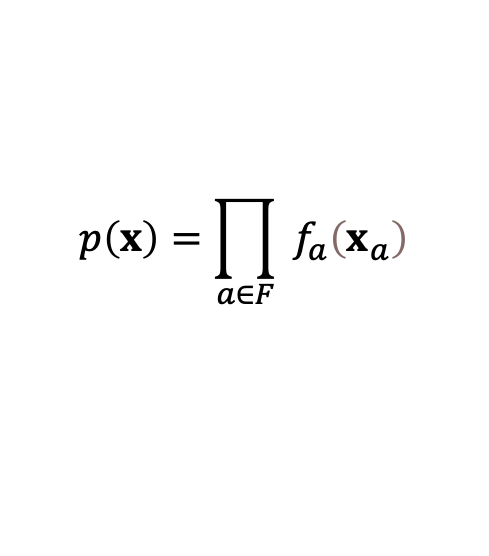 p(𝐱) = ∏_{a∈F} f_a(𝐱_a)